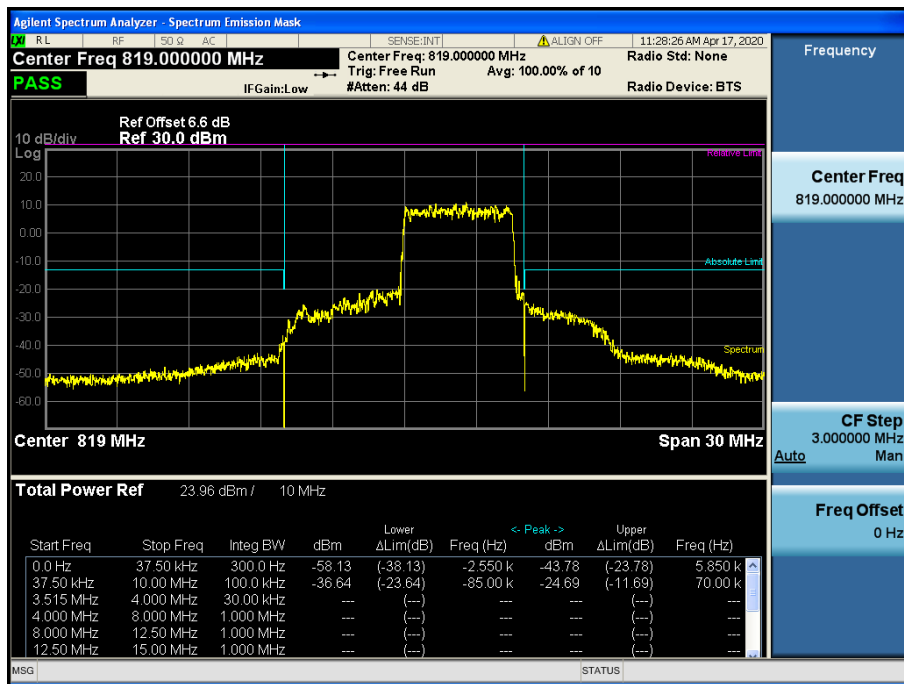 Agilent Spectrum Analyzer - Spectrum Emission Mask
LXI RL RF 50 Ω AC SENSE:INT ALIGN OFF 11:28:26 AM Apr 17, 2020
Center Freq 819.000000 MHz Center Freq: 819.000000 MHz Radio Std: None
Trig: Free Run Avg: 100.00% of 10
PASS IFGain:Low #Atten: 44 dB Radio Device: BTS
Ref Offset 6.6 dB
10 dB/div Ref 30.0 dBm
Log
Relative Limit
20.0
10.0
0.00
-10.0
Absolute Limit
-20.0
-30.0
-40.0
Spectrum
-50.0
-60.0
Center 819 MHz Span 30 MHz
Total Power Ref 23.96 dBm / 10 MHz
Lower <- Peak -> Upper
Start Freq Stop Freq Integ BW dBm ΔLim(dB) Freq (Hz) dBm ΔLim(dB) Freq (Hz)
0.0 Hz 37.50 kHz 300.0 Hz -58.13 (-38.13) -2.550 k -43.78 (-23.78) 5.850 k
37.50 kHz 10.00 MHz 100.0 kHz -36.64 (-23.64) -85.00 k -24.69 (-11.69) 70.00 k
3.515 MHz 4.000 MHz 30.00 kHz --- (---) --- --- (---) ---
4.000 MHz 8.000 MHz 1.000 MHz --- (---) --- --- (---) ---
8.000 MHz 12.50 MHz 1.000 MHz --- (---) --- --- (---) ---
12.50 MHz 15.00 MHz 1.000 MHz --- (---) --- --- (---) ---
MSG STATUS
Frequency
Center Freq
819.000000 MHz
CF Step
3.000000 MHz
Auto Man
Freq Offset
0 Hz